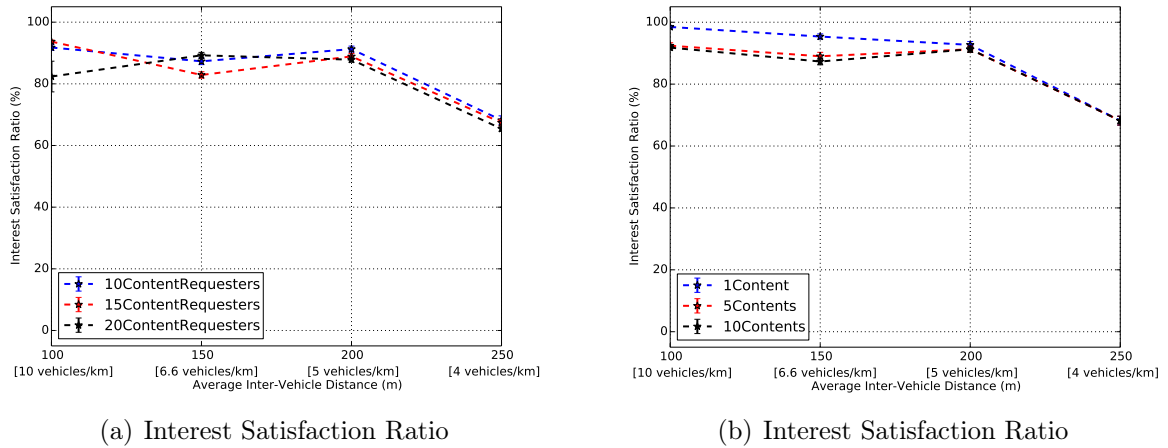 100
80
60
40
20
0
Interest Satisfaction Ratio (%)
10ContentRequesters
15ContentRequesters
20ContentRequesters
100 150 200 250
[10 vehicles/km] [6.6 vehicles/km] [5 vehicles/km] [4 vehicles/km]
Average Inter-Vehicle Distance (m)
(a) Interest Satisfaction Ratio
100
80
60
40
20
0
Interest Satisfaction Ratio (%)
1Content
5Contents
10Contents
100 150 200 250
[10 vehicles/km] [6.6 vehicles/km] [5 vehicles/km] [4 vehicles/km]
Average Inter-Vehicle Distance (m)
(b) Interest Satisfaction Ratio